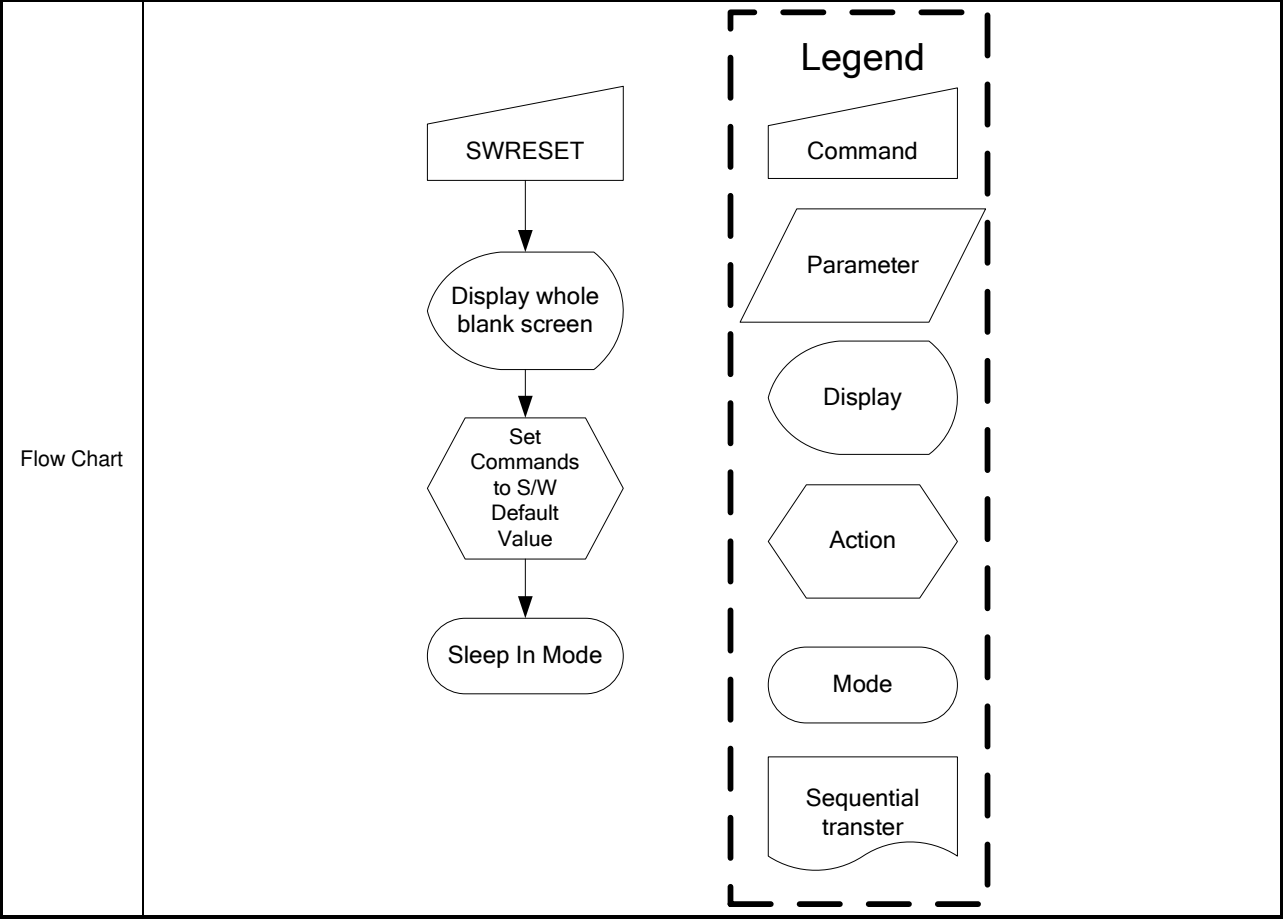 Flow Chart
SWRESET
Display whole
blank screen
Set
Commands
to S/W
Default
Value
Sleep In Mode
Legend
Command
Parameter
Display
Action
Mode
Sequential
transter